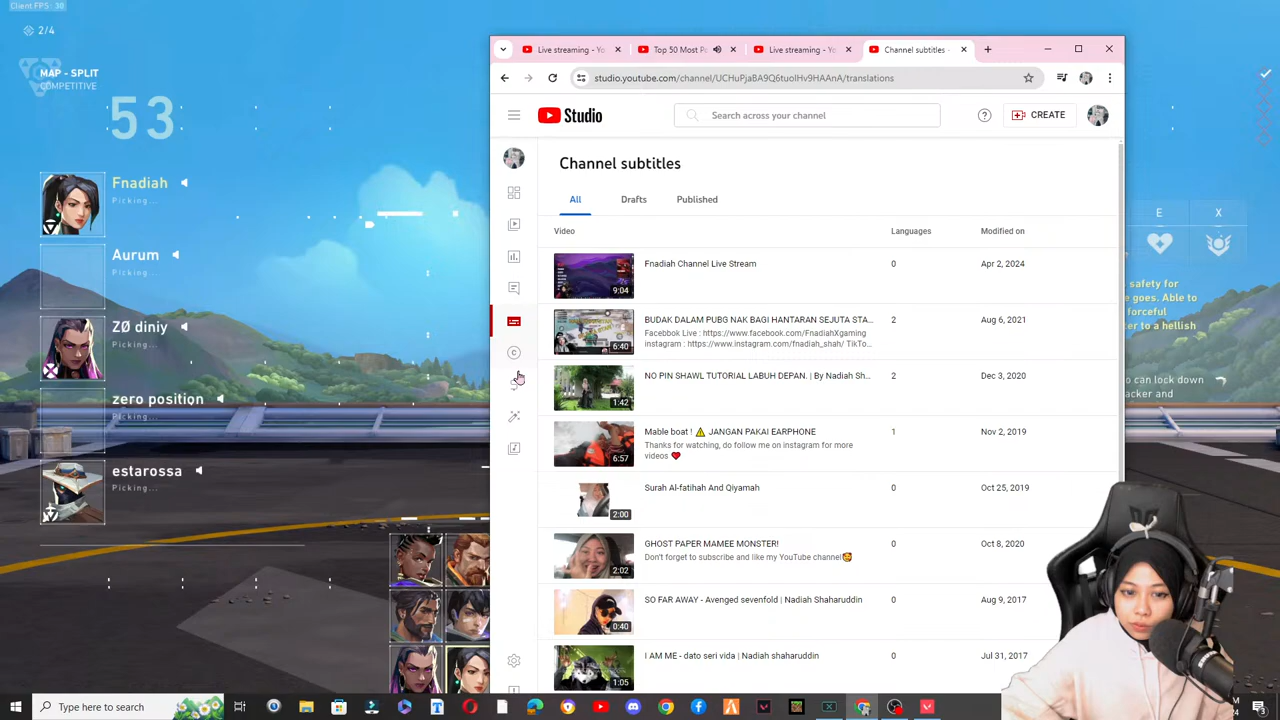 Client FPS - 38
2/4
MAP - SPLIT
COMPETITIVE
53
Fnadiah
Picking...
Aurum
Picking...
ZØ diniy
Picking...
zero position
Picking...
estarossa
Picking...
Live streaming - Yo
Top 50 Most P
Live streaming - Yo
Channel subtitles -
studio.youtube.com/channel/UCHuPjaBA9Q6tuoIHv9HAAnA/translations
Studio
Search across your channel
CREATE
Channel subtitles
All Drafts Published
Video Languages Modified on
Fnadiah Channel Live Stream 0 Apr 2, 2024
9:04
BUDAK DALAM PUBG NAK BAGI HANTARAN SEJUTA STA... 2 Aug 6, 2021
Facebbok Live : https://www.facebook.com/FnadiahXgaming
instagram : https://www.instagram.com/fnadiah_shah/ TikTo...
6:40
NO PIN SHAWL TUTORIAL LABUH DEPAN. | By Nadiah Sh... 2 Dec 3, 2020
1:42
Mable boat ! ⚠ JANGAN PAKAI EARPHONE 1 Nov 2, 2019
Thanks for watching, do follow me on instagram for more
videos ❤
6:57
Surah Al-fatihah And Qiyamah 0 Oct 25, 2019
2:00
GHOST PAPER MAMEE MONSTER! 0 Oct 8, 2020
Don't forget to subscribe and like my YouTube channel🥰
2:02
SO FAR AWAY - Avenged sevenfold | Nadiah Shaharuddin 0 Aug 9, 2017
0:40
I AM ME - dato seri vida | Nadiah shaharuddin 0 Jul 31, 2017
1:05
E X
safety for
e goes. Able to
forceful
ter to a hellish
o can lock down
acker and
Type here to search